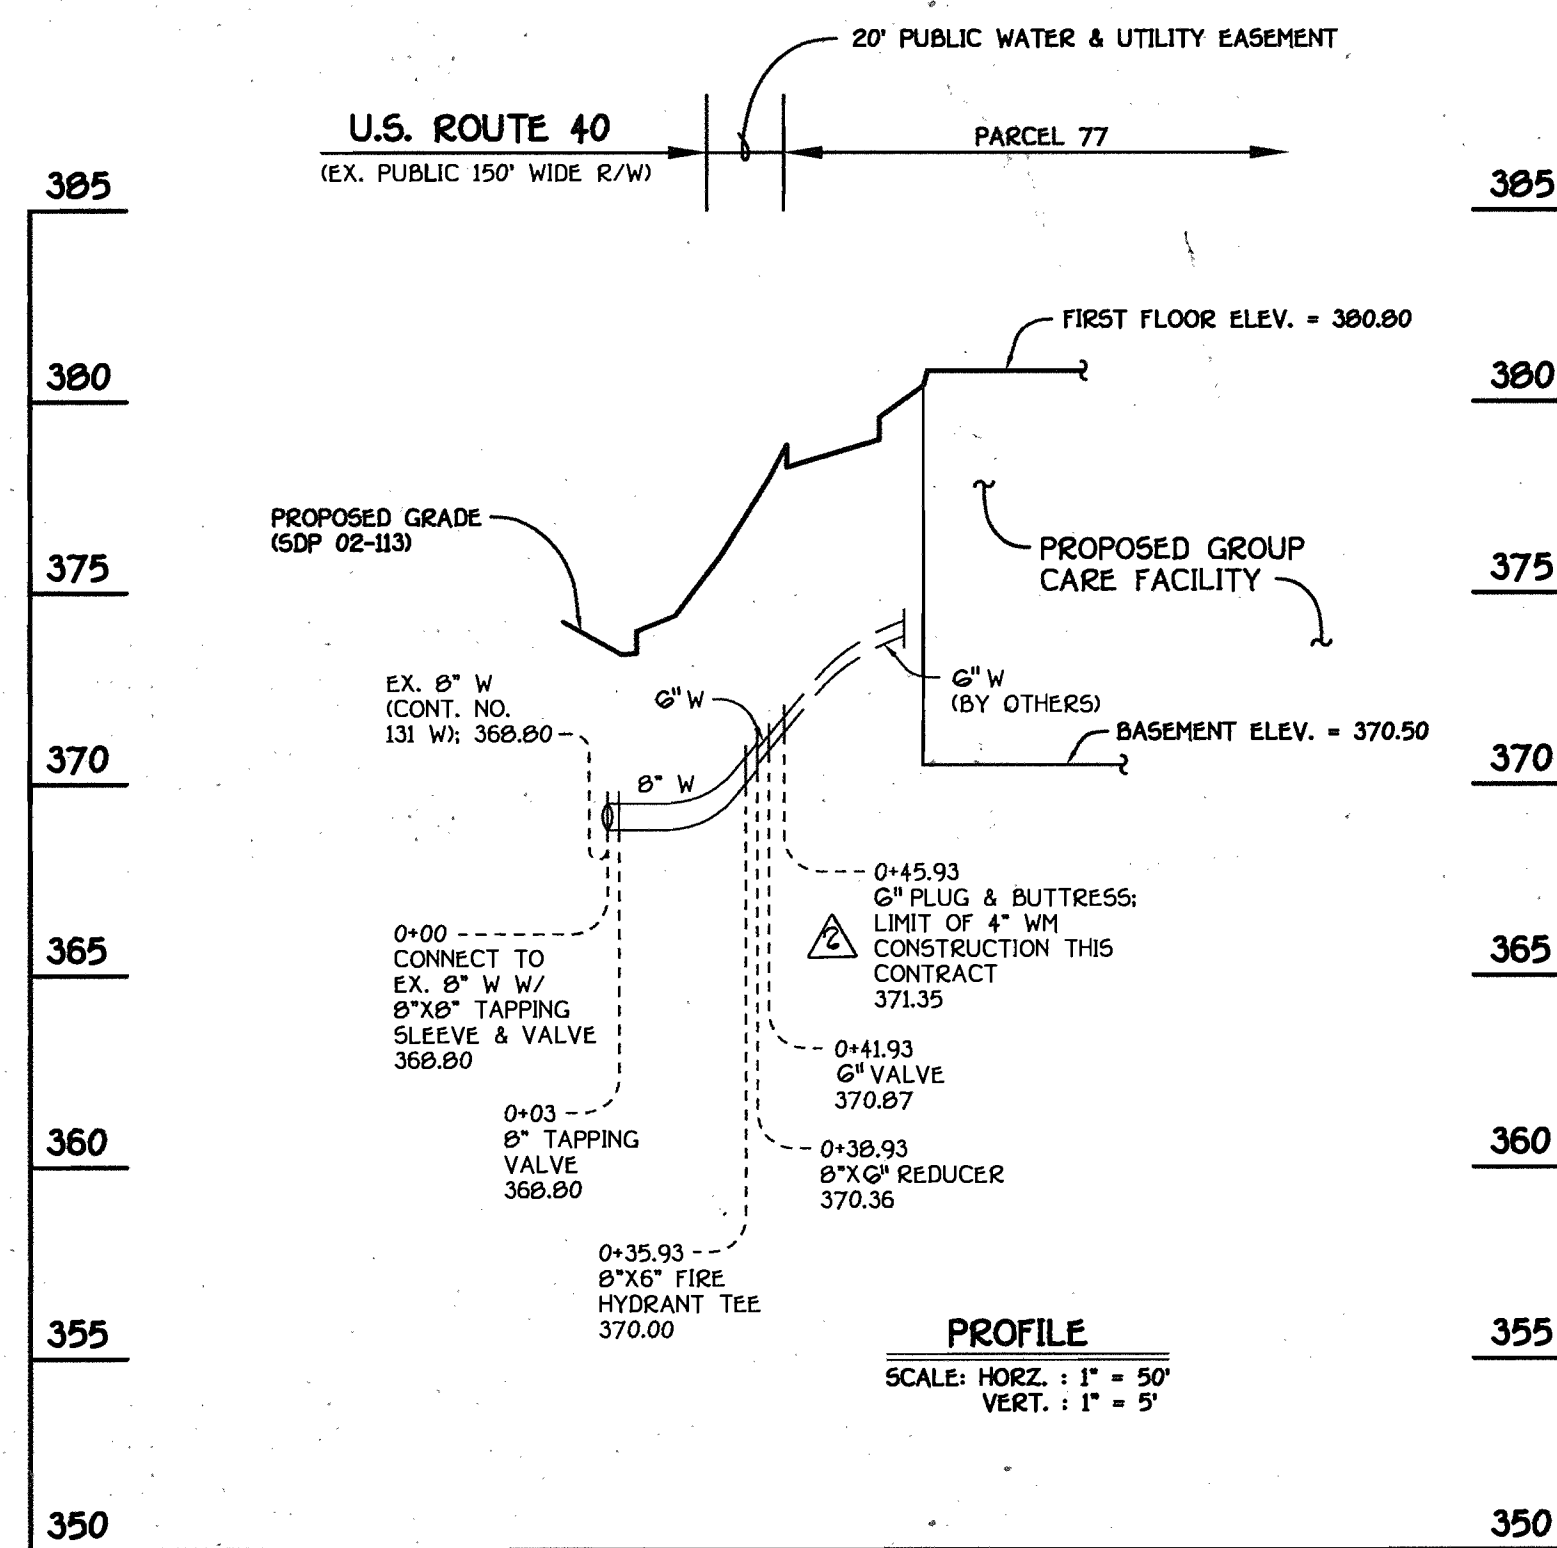 20' PUBLIC WATER & UTILITY EASEMENT
U.S. ROUTE 40
(EX. PUBLIC 150' WIDE R/W)
PARCEL 77
385
385
FIRST FLOOR ELEV. = 380.80
380
380
PROPOSED GRADE
(SDP 02-113)
PROPOSED GROUP
CARE FACILITY
375
375
EX. 8" W
(CONT. NO.
131 W); 368.80
6" W
6" W
(BY OTHERS)
BASEMENT ELEV. = 370.50
370
370
8" W
0+45.93
6" PLUG & BUTTRESS;
LIMIT OF 4" WM
CONSTRUCTION THIS
CONTRACT
371.35
2
0+00
CONNECT TO
EX. 8" W W/
8"X8" TAPPING
SLEEVE & VALVE
368.80
365
365
0+41.93
6" VALVE
370.87
0+03
8" TAPPING
VALVE
368.80
0+38.93
8"X6" REDUCER
370.36
360
360
0+35.93
8"X6" FIRE
HYDRANT TEE
370.00
355
355
PROFILE
SCALE: HORZ. : 1" = 50'
VERT. : 1" = 5'
350
350